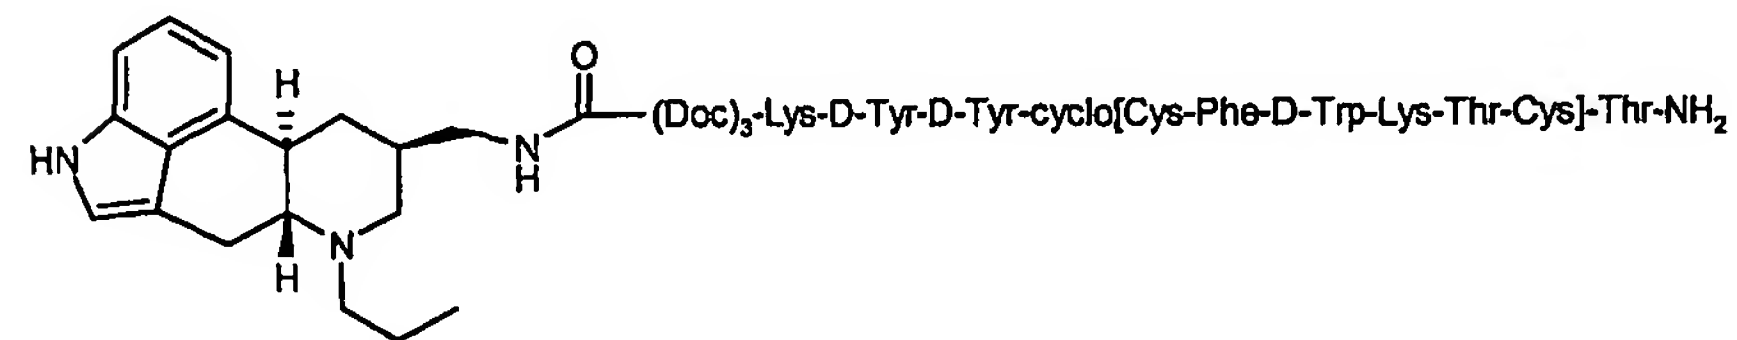 O
H
(Doc)3-Lys-D-Tyr-D-Tyr-cyclo[Cys-Phe-D-Trp-Lys-Thr-Cys]-Thr-NH2
HN
N
H
N
H